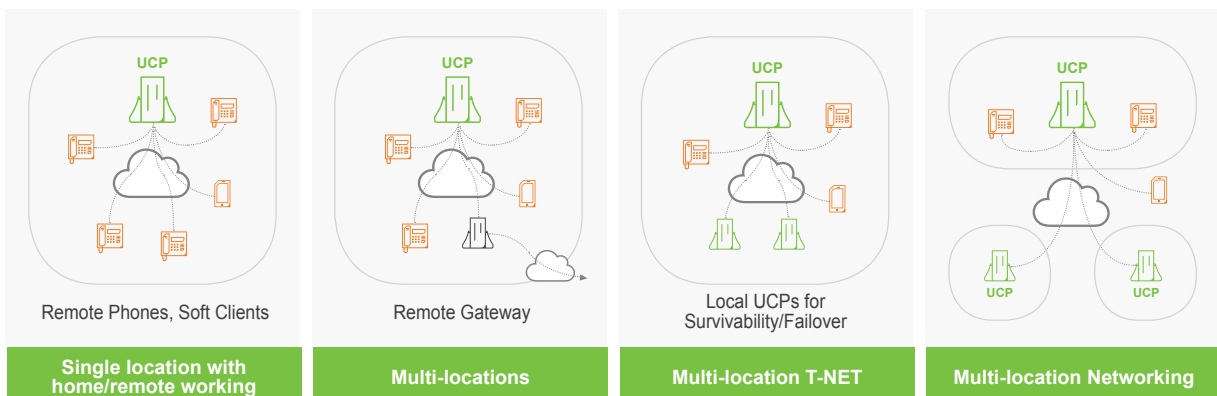 UCP
Remote Phones, Soft Clients
Single location with
home/remote working
UCP
Remote Gateway
Multi-locations
UCP
Local UCPs for
Survivability/Failover
Multi-location T-NET
UCP
UCP
UCP
Multi-location Networking